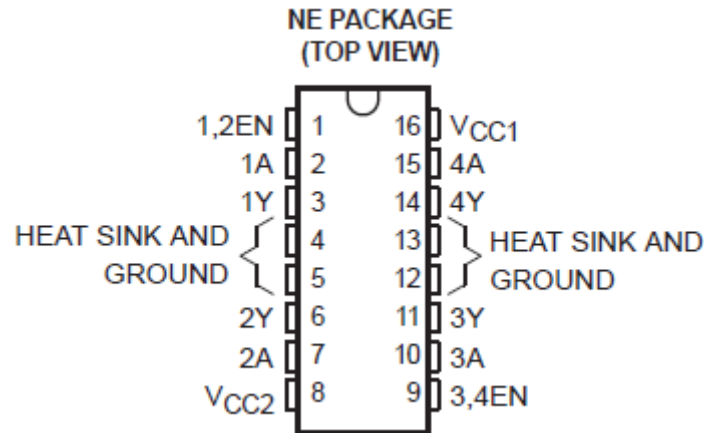 NE PACKAGE
(TOP VIEW)
1,2EN 1 16 VCC1
1A 2 15 4A
1Y 3 14 4Y
HEAT SINK AND 4 13 HEAT SINK AND
GROUND 5 12 GROUND
2Y 6 11 3Y
2A 7 10 3A
VCC2 8 9 3,4EN